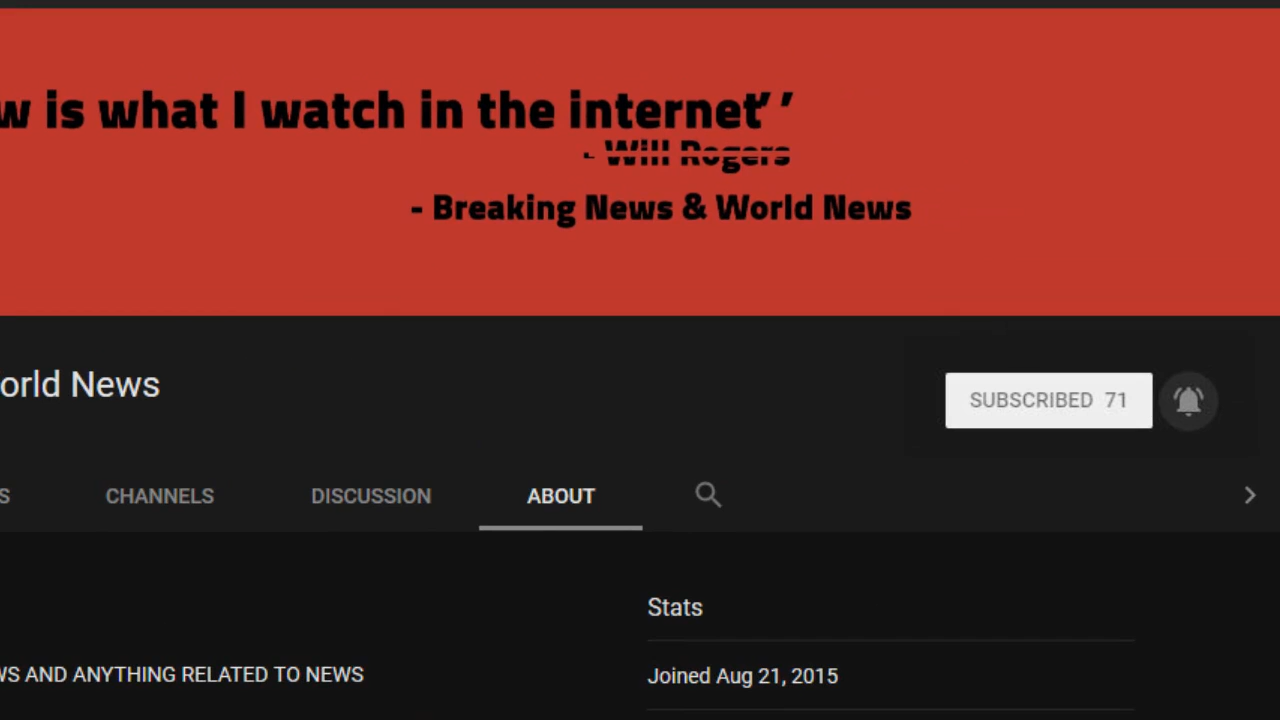 w is what I watch in the internet’’
- Will Rogers
- Breaking News & World News
orld News
SUBSCRIBED 71
S CHANNELS DISCUSSION ABOUT
Stats
WS AND ANYTHING RELATED TO NEWS
Joined Aug 21, 2015